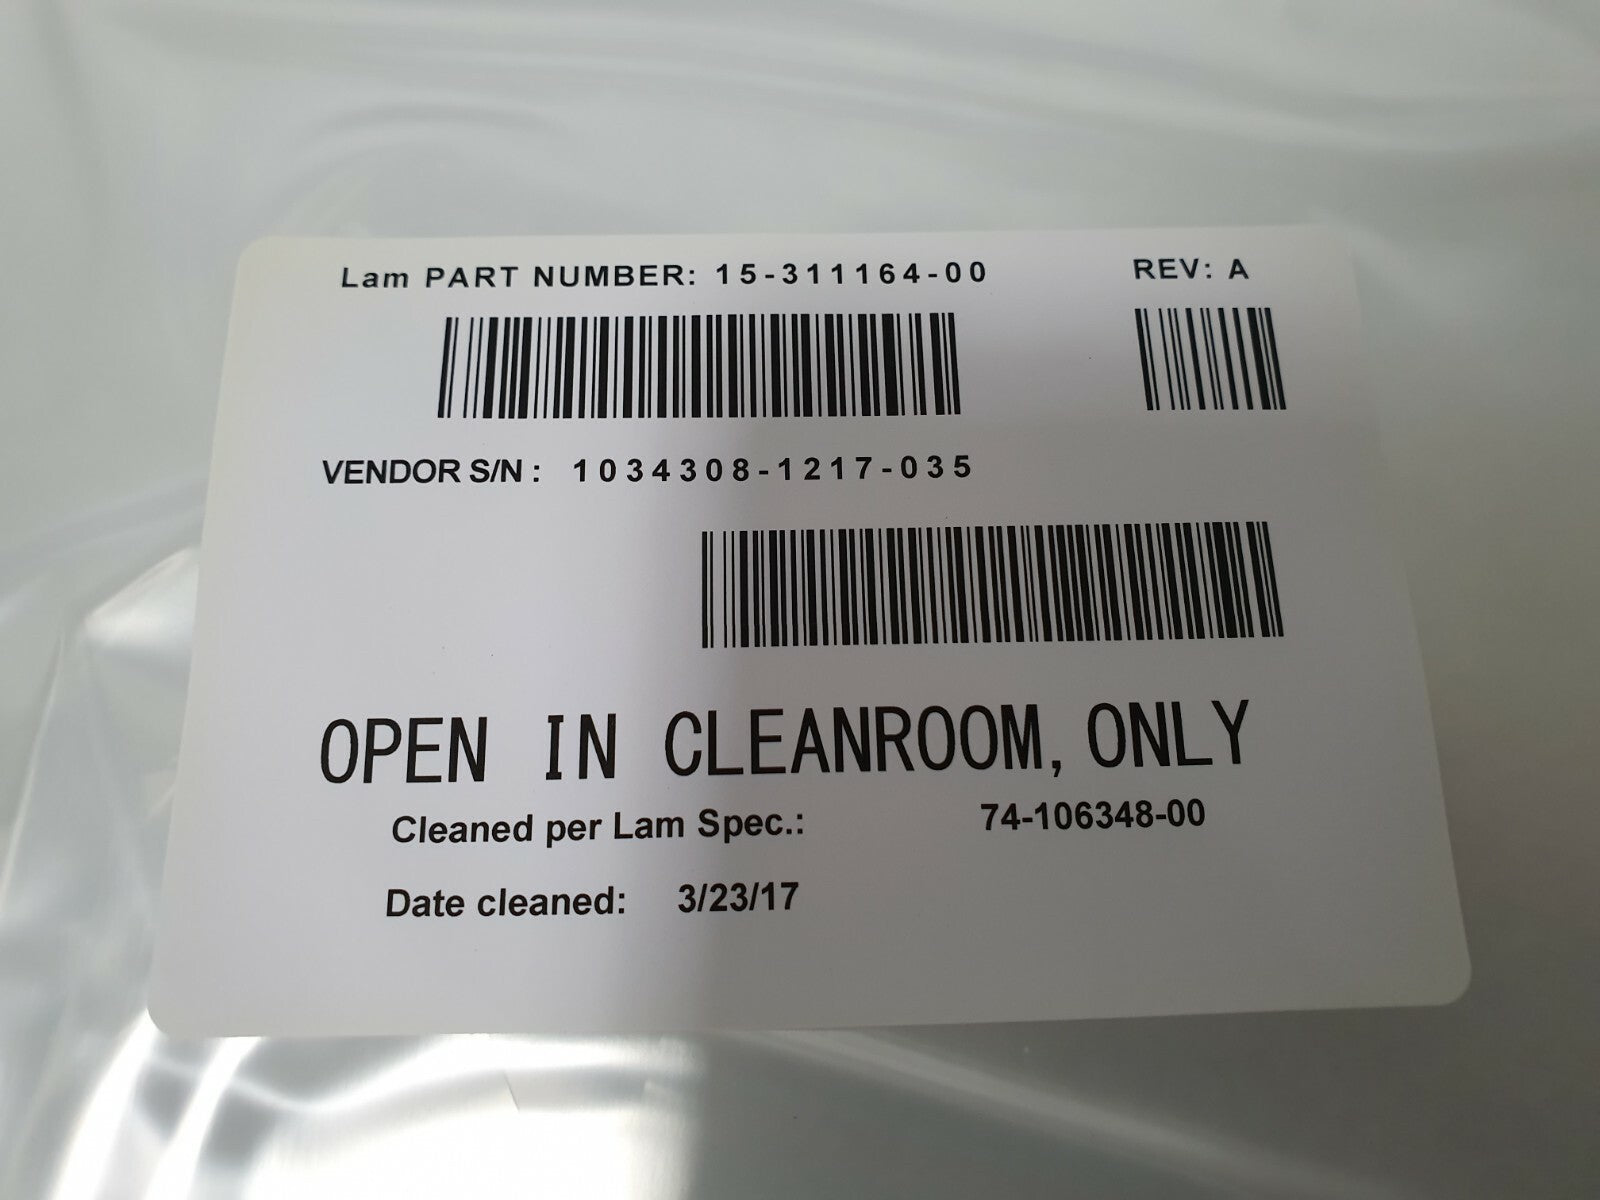 Lam PART NUMBER: 15-311164-00 REV: A
VENDOR S/N : 1034308-1217-035
OPEN IN CLEANROOM, ONLY
Cleaned per Lam Spec.: 74-106348-00
Date cleaned: 3/23/17